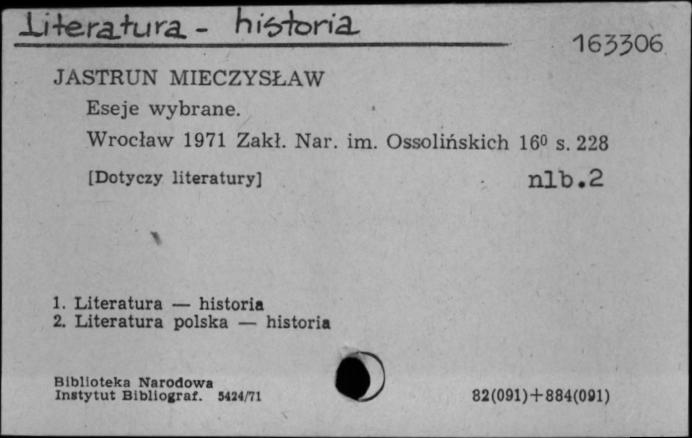 Literatura - historia
163306
JASTRUN MIECZYSŁAW
Eseje wybrane.
Wrocław 1971 Zakł. Nar. im. Ossolińskich 16⁰ s. 228
[Dotyczy literatury] nlb.2
1. Literatura — historia
2. Literatura polska — historia
Biblioteka Narodowa
Instytut Bibliograf. 5424/71 82(091)+884(091)